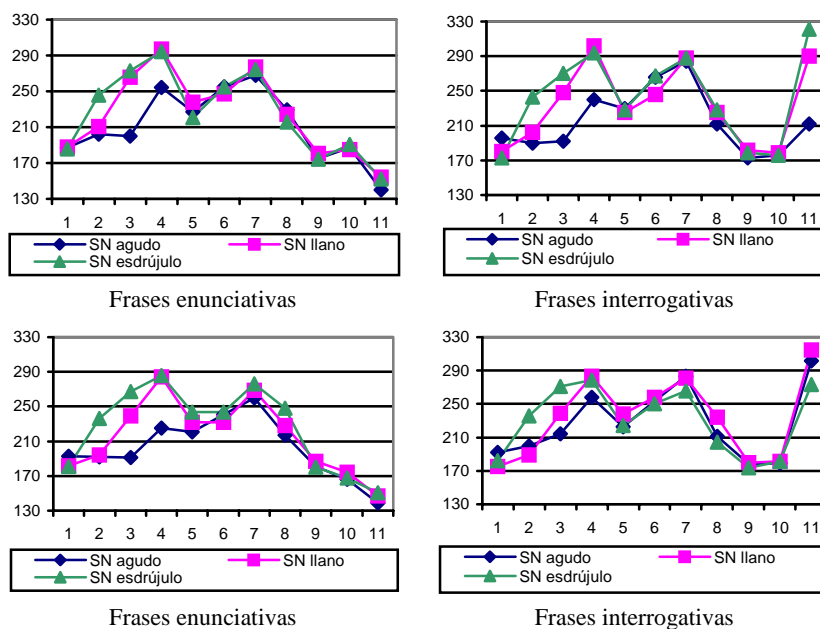 330
290
250
210
170
130
1 2 3 4 5 6 7 8 9 10 11
SN agudo
SN llano
SN esdrújulo
Frases enunciativas
330
290
250
210
170
130
1 2 3 4 5 6 7 8 9 10 11
SN agudo
SN llano
SN esdrújulo
Frases interrogativas
330
290
250
210
170
130
1 2 3 4 5 6 7 8 9 10 11
SN agudo
SN llano
SN esdrújulo
Frases enunciativas
330
290
250
210
170
130
1 2 3 4 5 6 7 8 9 10 11
SN agudo
SN llano
SN esdrújulo
Frases interrogativas